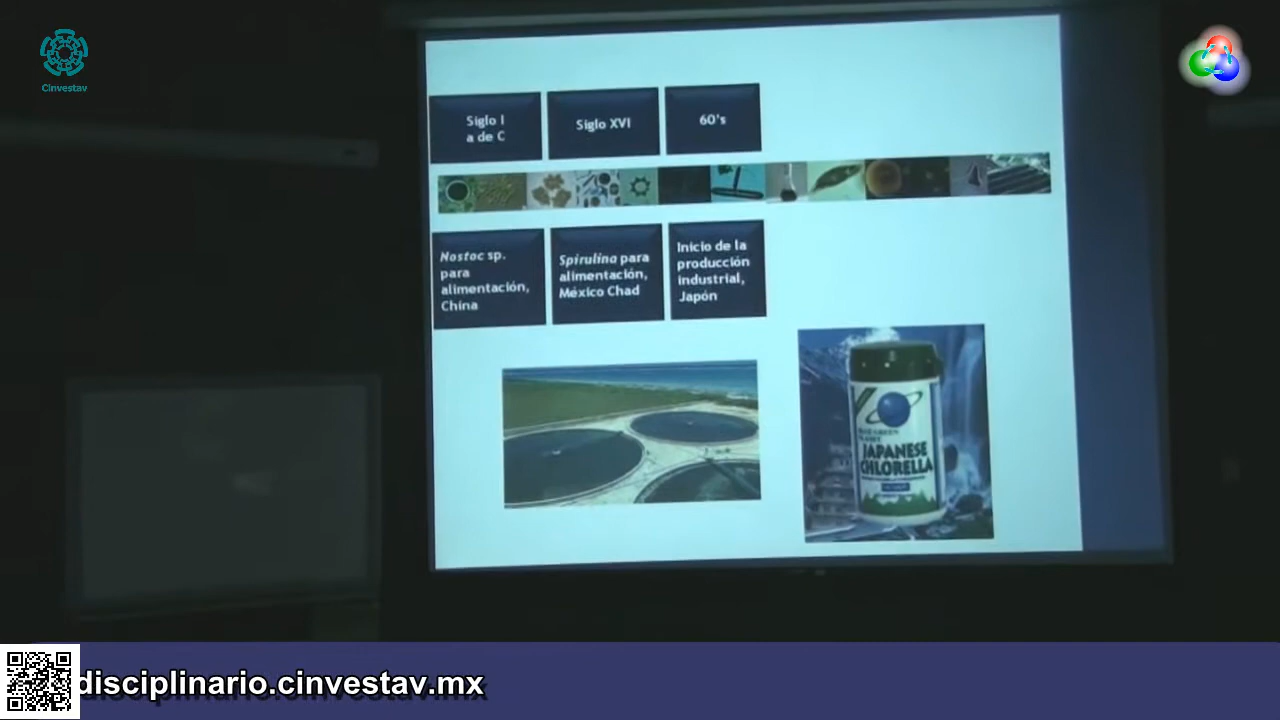 Cinvestav
Siglo I
a de C
Siglo XVI
60's
Nostoc sp.
para
alimentación,
China
Spirulina para
alimentación,
México Chad
Inicio de la
producción
industrial,
Japón
JAPANESE
CHLORELLA
disciplinario.cinvestav.mx